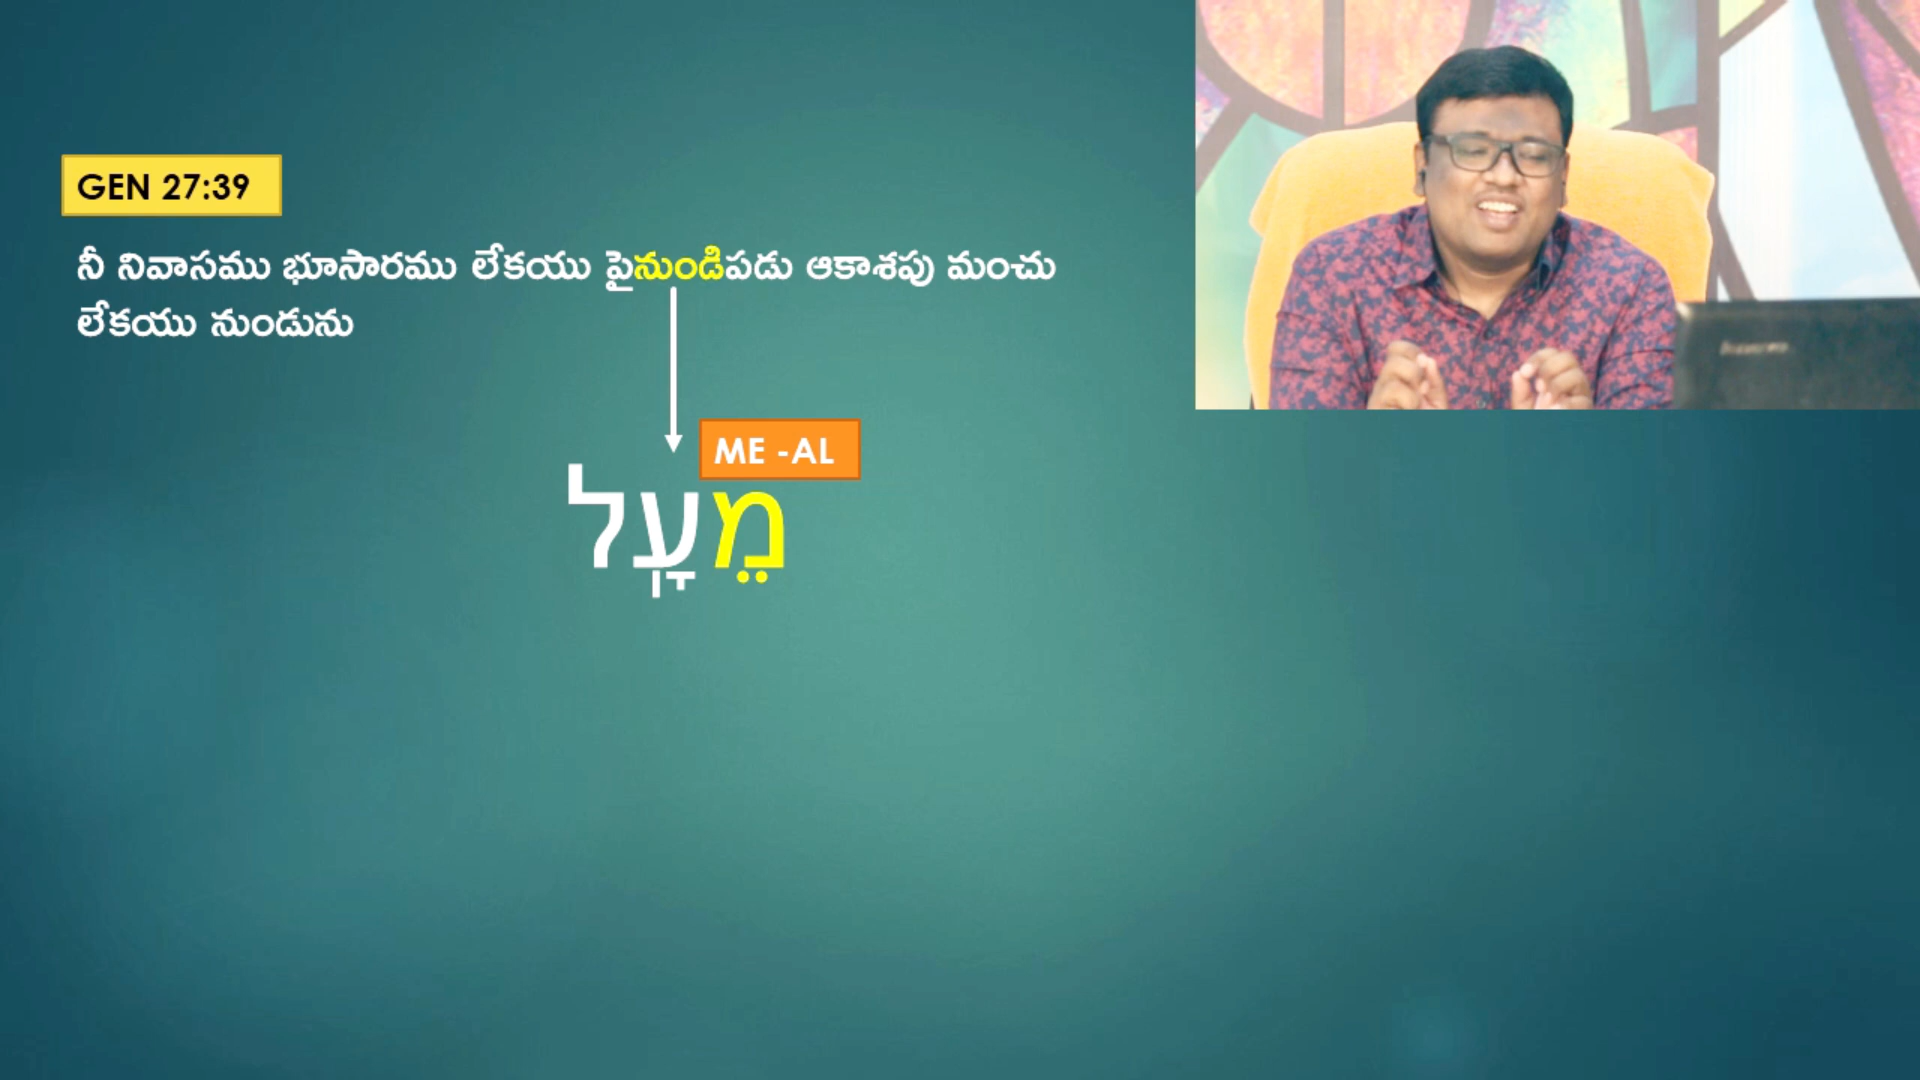 GEN 27:39
నీ నివాసము భూసారము లేకయు పైనుండిపడు ఆకాశపు మంచు
లేకయు నుండును
ME -AL
מֵעָֽל